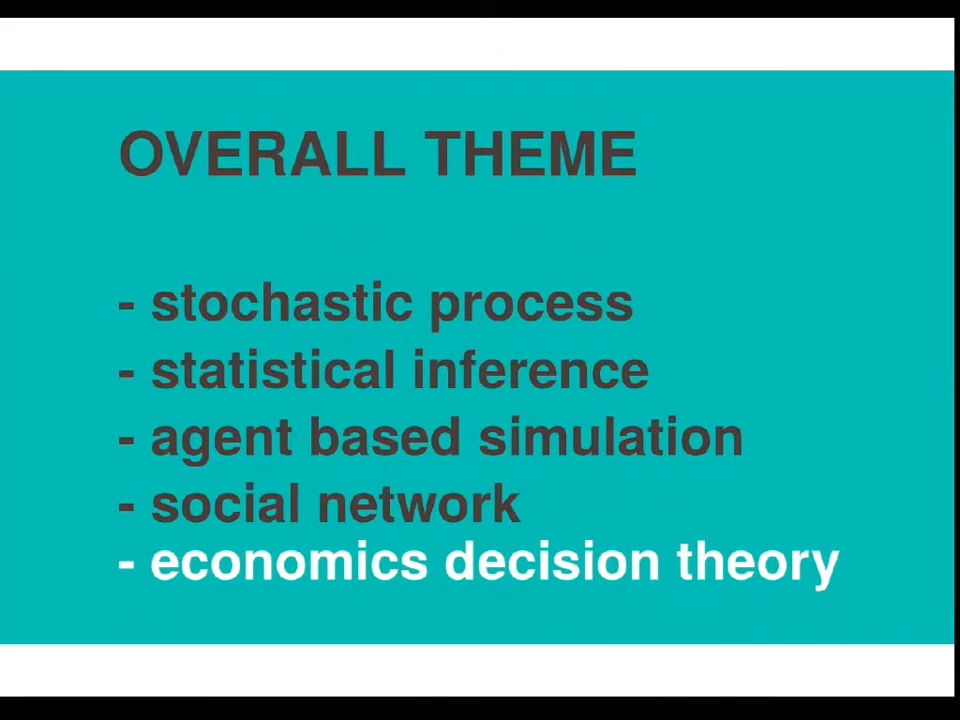 OVERALL THEME
- stochastic process
- statistical inference
- agent based simulation
- social network
- economics decision theory